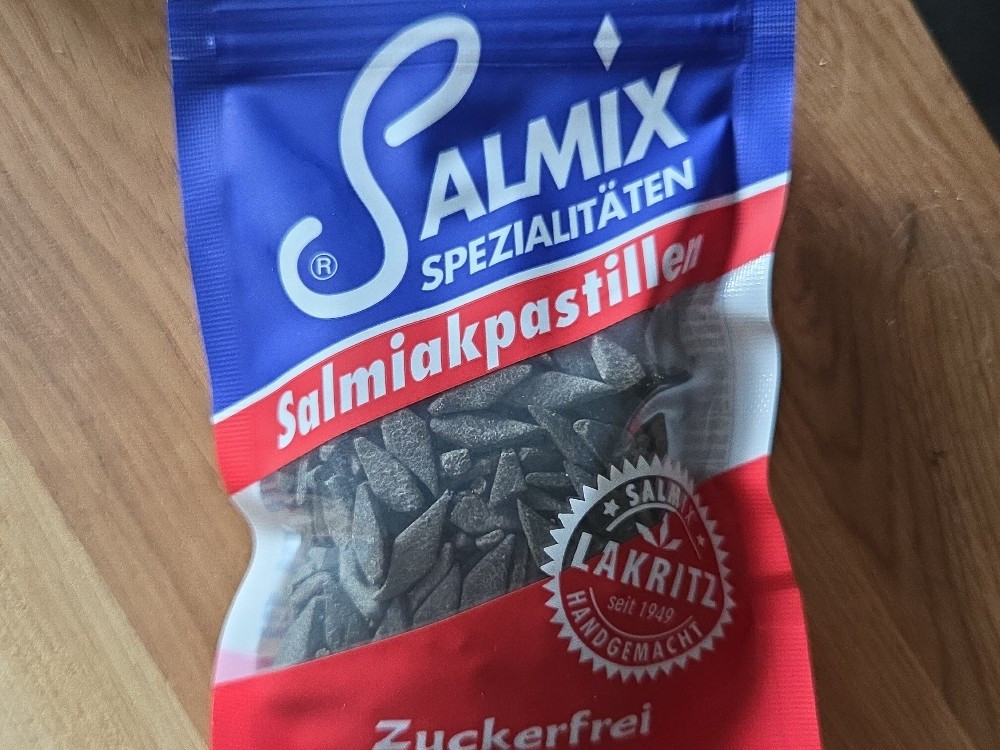 SALMIX
SPEZIALITÄTEN
®
Salmiakpastillen
SALMIX
LAKRITZ
seit 1949
HANDGEMACHT
Zuckerfrei